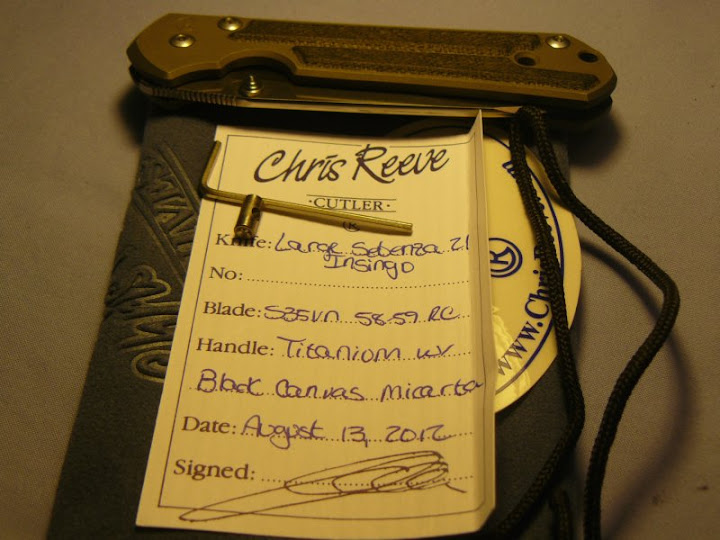 Chris Reeve
·CUTLER·
®
Knife: Large Sebenza 21
Insingo
No:
Blade: S35VN 58.59 RC
Handle: Titanium w
Black Canvas Micarta
Date: August 13, 2012
Signed:
®
www.Chris